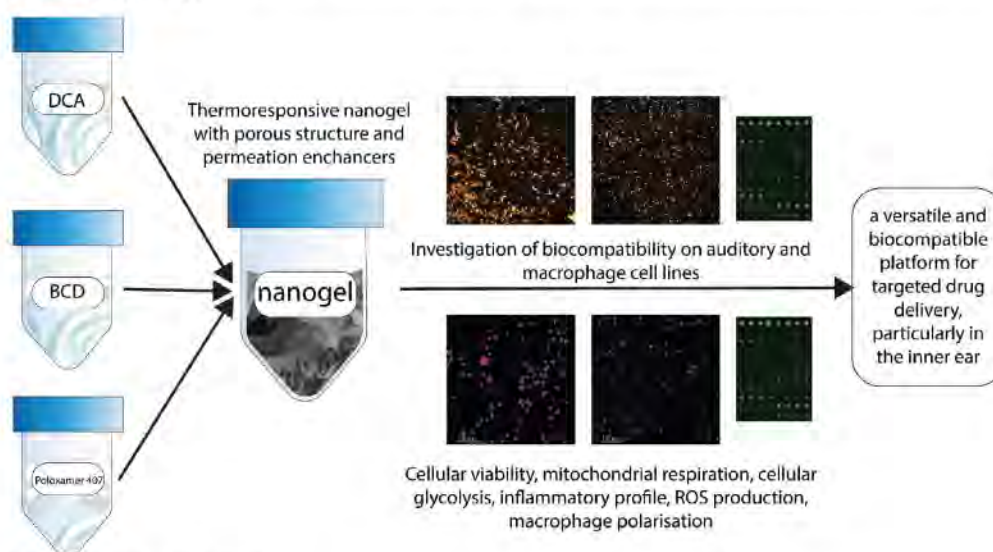 DCA
BCD
Poloxamer 407
Thermoresponsive nanogel
with porous structure and
permeation enchancers
nanogel
Investigation of biocompatibility on auditory and
macrophage cell lines
Cellular viability, mitochondrial respiration, cellular
glycolysis, inflammatory profile, ROS production,
macrophage polarisation
a versatile and
biocompatible
platform for
targeted drug
delivery,
particularly in
the inner ear